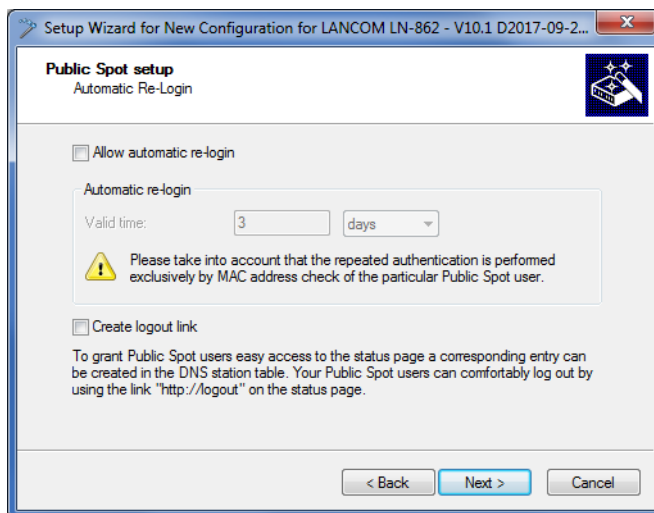 Setup Wizard for New Configuration for LANCOM LN-862 - V10.1 D2017-09-2...
Public Spot setup
Automatic Re-Login
Allow automatic re-login
Automatic re-login
Valid time:
3
days
Please take into account that the repeated authentication is performed
exclusively by MAC address check of the particular Public Spot user.
Create logout link
To grant Public Spot users easy access to the status page a corresponding entry can
be created in the DNS station table. Your Public Spot users can comfortably log out by
using the link "http://logout" on the status page.
< Back
Next >
Cancel